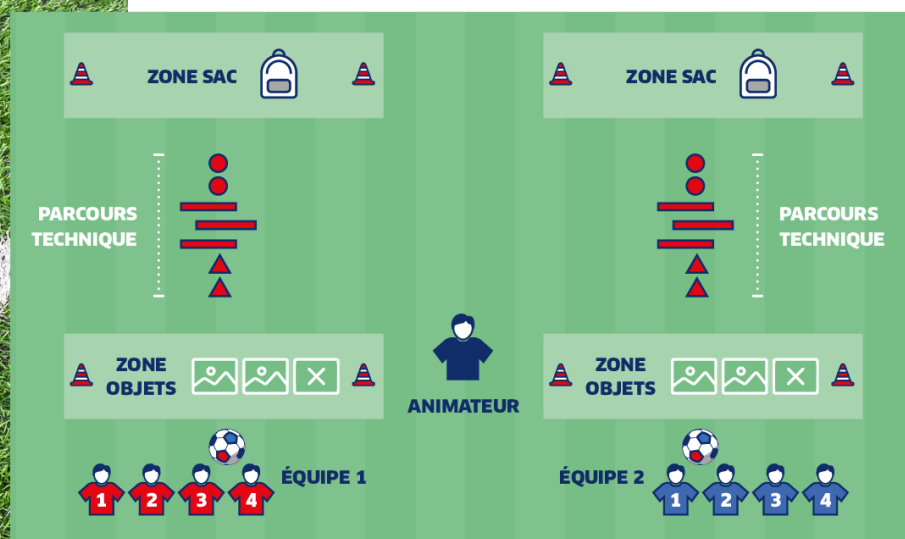 ZONE SAC
ZONE SAC
PARCOURS
TECHNIQUE
PARCOURS
TECHNIQUE
ZONE
OBJETS
ANIMATEUR
ZONE
OBJETS
ÉQUIPE 1
1 2 3 4
ÉQUIPE 2
1 2 3 4